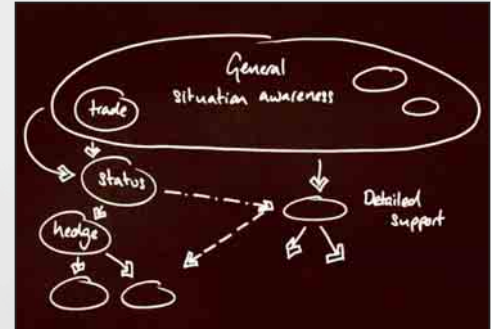 General
situation awareness
trade
status
Detailed
support
hedge